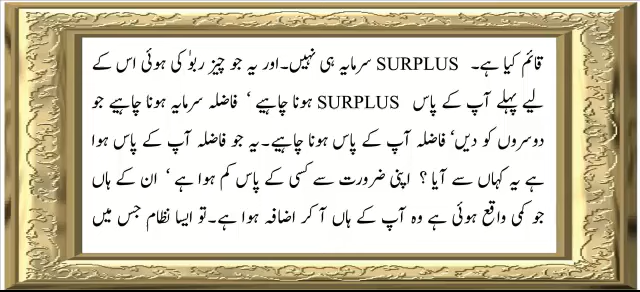 قائم کیا ہے۔ SURPLUS سرمایہ ہی نہیں۔اور یہ جو چیز ربوٰ کی ہوئی اس کے
لیے پہلے آپ کے پاس SURPLUS ہونا چاہیے ‘ فاضلہ سرمایہ ہونا چاہیے جو
دوسروں کو دیں‘ فاضلہ آپ کے پاس ہونا چاہیے۔یہ جو فاضلہ آپ کے پاس ہوا
ہے یہ کہاں سے آیا ؟ اپنی ضرورت سے کسی کے پاس کم ہوا ہے ‘ ان کے ہاں
جو کمی واقع ہوئی ہے وہ آپ کے ہاں آ کر اضافہ ہوا ہے۔تو ایسا نظام جس میں